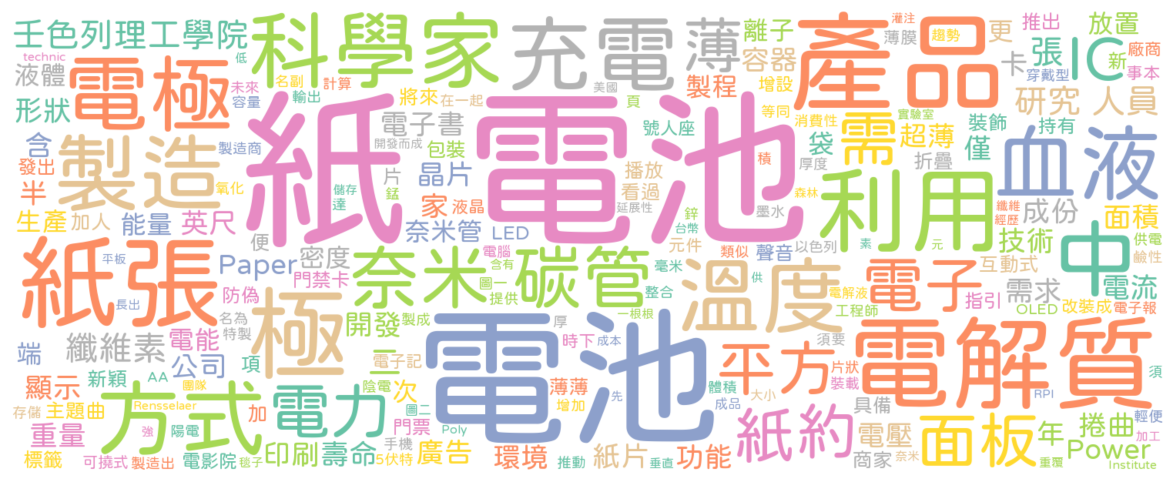 壬色列理工學院 科學家 充電 薄 離子 產品 IC 放置
technic 液體 電極 低 名副 輸出 計算 美國 容器 增設 製程 灌注 薄膜 趨勢 更 卡 張 推出 新 廠商 事本 穿戴型
形狀 未來 容量 將來 在一起 頁 等同 研究 人員
含 製造 製造商 紙電池 電子書 開發而成 包裝 號人座 消費性 實驗室 袋 需 超薄 裝飾 持有 僅 血液
發出 半 氧化 儲存 達 片 錳 晶片 播放 看過 延展性 積 厚度 折疊
生產 加人 能量 英尺 家 液晶 奈米管 LED 鋅 台幣 墨水 森林 利用 纖維 經歷 成份 面積
紙張 平板 便 Paper 密度 電腦 含有 元件 類似 聲音 以色列 素 元 技術 中 供電 鹼性
長出 防偽 門禁卡 奈米碳管 圖一 提供 毫米 整合 供 溫度 電解液 電子 互動式 需求 電流
名為 特製 極 開發 製成 厚 一根根 工程師 指引 OLED 改裝成 電子報
端 纖維素 電能 項 二 電子記 時下 成本 須要 電解質
顯示 新穎 AA 公司 團隊 陰電 次 電池 薄薄 增加 先 平方 體積 成品 大小 片狀 裝載 RPI 須
存儲 主題曲 Rensselaer 方式 加 電力 圖二 門票 Poly 紙約 具備 輕便 加工
重量 強 陽電 手機 電壓 面板 年 捲曲
標籤 可撓式 製造出 電影院 毯子 印刷 壽命 5伏特 廣告 環境 推動 紙片 垂直 功能 商家 奈米 Power 重覆 Institute